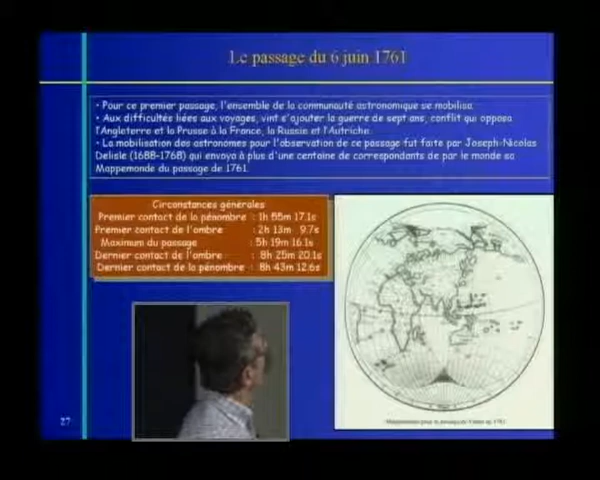 Le passage du 6 juin 1761
• Pour ce premier passage, l'ensemble de la communauté astronomique se mobilisa.
• Aux difficultés liées aux voyages, vint s'ajouter la guerre de sept ans, conflit qui opposa
l'Angleterre et la Prusse à la France, la Russie et l'Autriche.
• La mobilisation des astronomes pour l'observation de ce passage fut faite par Joseph-Nicolas
Delisle (1688-1768) qui envoya à plus d'une centaine de correspondants de par le monde sa
Mappemonde du passage de 1761.
Circonstances générales
Premier contact de la pénombre : 1h 55m 17.1s
Premier contact de l'ombre : 2h 13m 9.7s
Maximum du passage : 5h 19m 16.1s
Dernier contact de l'ombre : 8h 25m 20.1s
Dernier contact de la pénombre : 8h 43m 12.6s
27